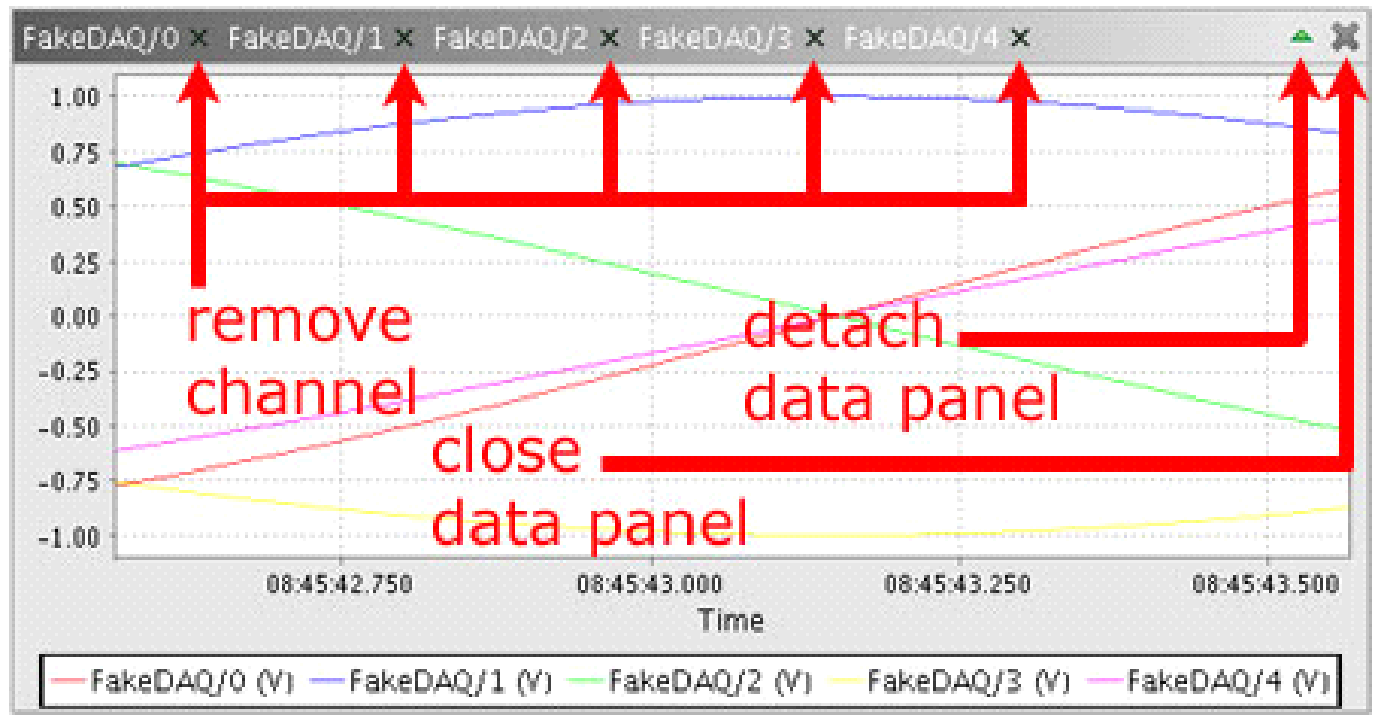 FakeDAQ/0 × FakeDAQ/1 × FakeDAQ/2 × FakeDAQ/3 × FakeDAQ/4 ×
1.00
0.75
0.50
0.25
0.00
-0.25
-0.50
-0.75
-1.00
remove
channel
detach
data panel
close
data panel
08:45:42.750 08:45:43.000 08:45:43.250 08:45:43.500
Time
FakeDAQ/0 (V) FakeDAQ/1 (V) FakeDAQ/2 (V) FakeDAQ/3 (V) FakeDAQ/4 (V)